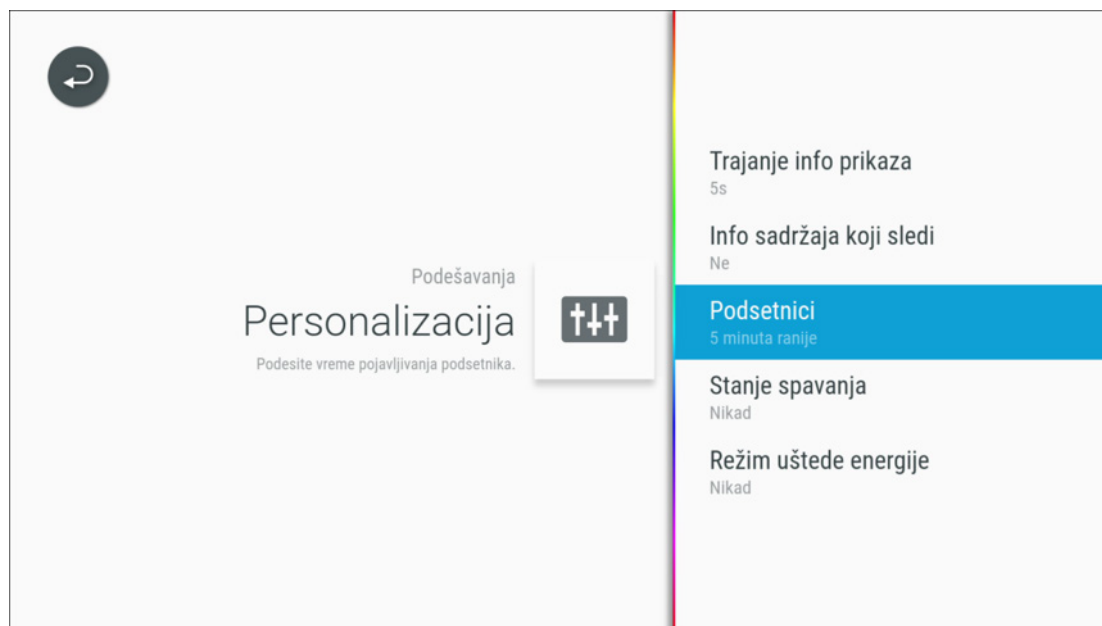 Podešavanja
Personalizacija
Podesite vreme pojavljivanja podsetnika.
Trajanje info prikaza
5s
Info sadržaja koji sledi
Ne
Podsetnici
5 minuta ranije
Stanje spavanja
Nikad
Režim uštede energije
Nikad